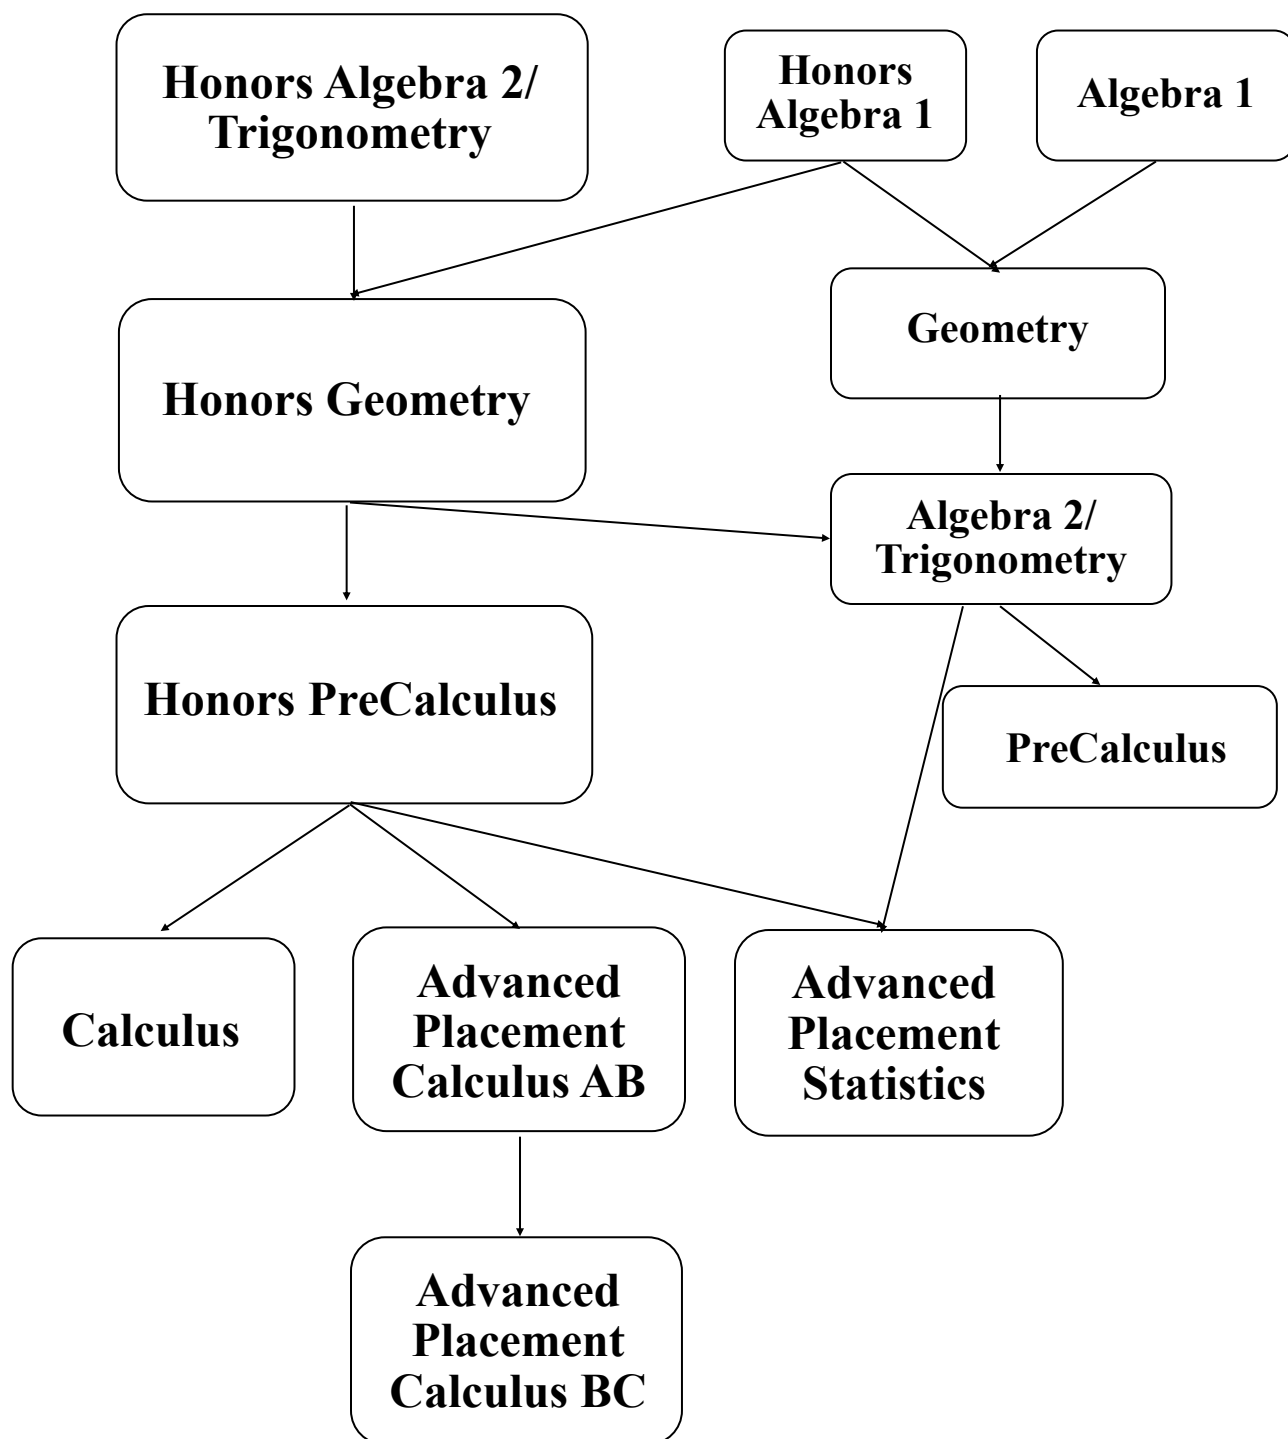 Honors Algebra 2/
Trigonometry
Honors
Algebra 1
Algebra 1
Honors Geometry
Geometry
Algebra 2/
Trigonometry
Honors PreCalculus
PreCalculus
Calculus
Advanced
Placement
Calculus AB
Advanced
Placement
Statistics
Advanced
Placement
Calculus BC